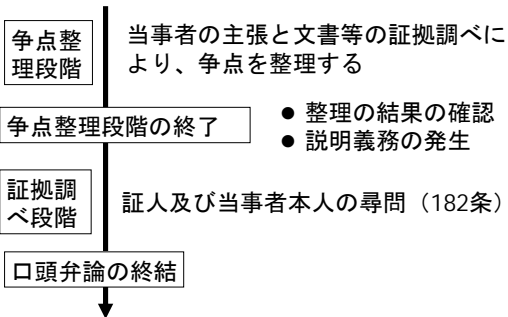 争点整
理段階
当事者の主張と文書等の証拠調べに
より、争点を整理する
争点整理段階の終了
● 整理の結果の確認
● 説明義務の発生
証拠調
べ段階
証人及び当事者本人の尋問（182条）
口頭弁論の終結